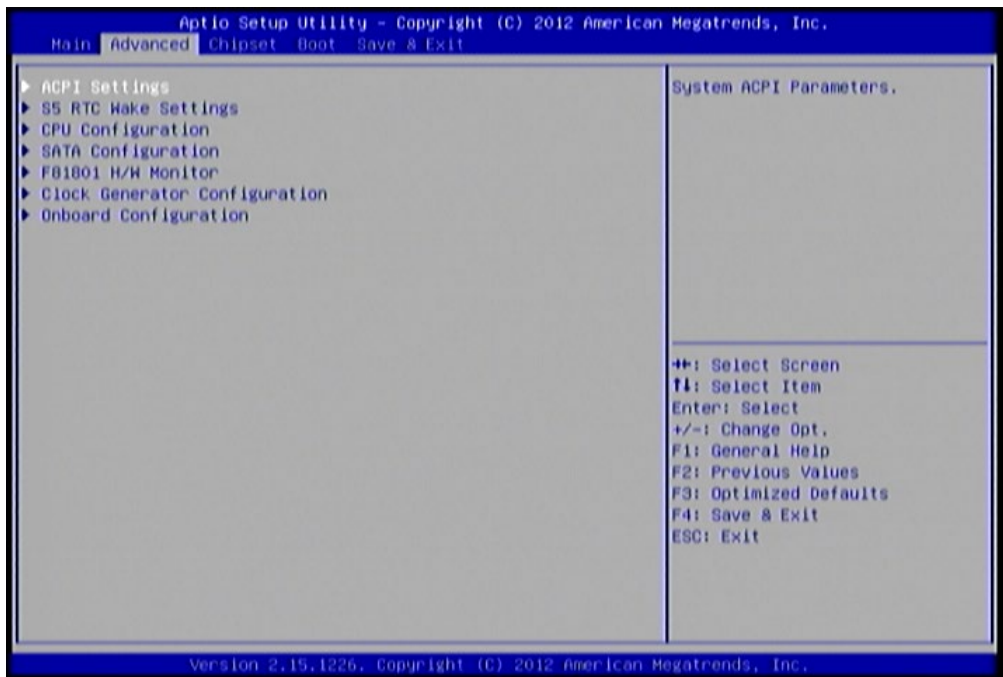 Aptio Setup Utility - Copyright (C) 2012 American Megatrends, Inc.
Main Advanced Chipset Boot Save & Exit
ACPI Settings
S5 RTC Wake Settings
CPU Configuration
SATA Configuration
F81801 H/W Monitor
Clock Generator Configuration
Onboard Configuration
System ACPI Parameters.
→←: Select Screen
↑↓: Select Item
Enter: Select
+/-: Change Opt.
F1: General Help
F2: Previous Values
F3: Optimized Defaults
F4: Save & Exit
ESC: Exit
Version 2.15.1226. Copyright (C) 2012 American Megatrends, Inc.